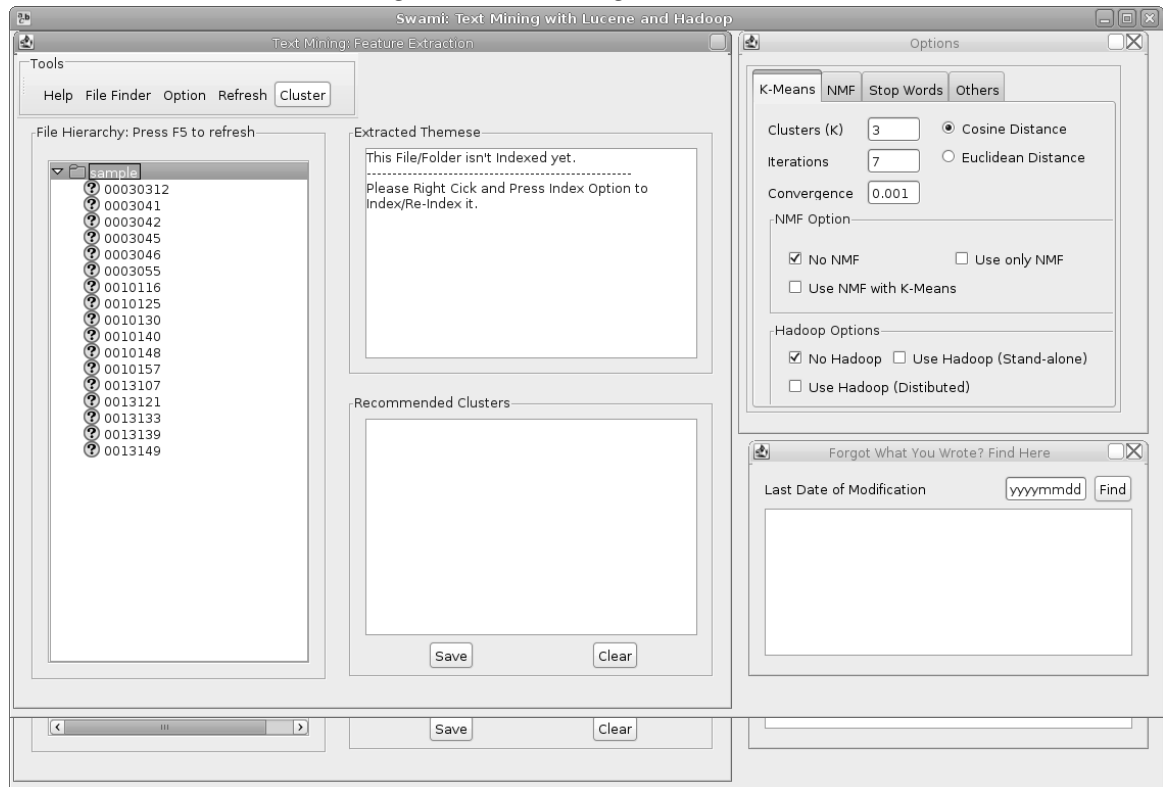 Swami: Text Mining with Lucene and Hadoop
Text Mining: Feature Extraction
Tools
Help File Finder Option Refresh Cluster
File Hierarchy: Press F5 to refresh
sample
00030312
0003041
0003042
0003045
0003046
0003055
0010116
0010125
0010130
0010140
0010148
0010157
0013107
0013121
0013133
0013139
0013149
Extracted Themese
This File/Folder isn't Indexed yet.
------------------------------------------------
Please Right Cick and Press Index Option to
Index/Re-Index it.
Recommended Clusters
Save Clear
Options
K-Means NMF Stop Words Others
Clusters (K) 3 Cosine Distance
Iterations 7 Euclidean Distance
Convergence 0.001
NMF Option
No NMF Use only NMF
Use NMF with K-Means
Hadoop Options
No Hadoop Use Hadoop (Stand-alone)
Use Hadoop (Distibuted)
Forgot What You Wrote? Find Here
Last Date of Modification yyyymmdd Find
Save Clear